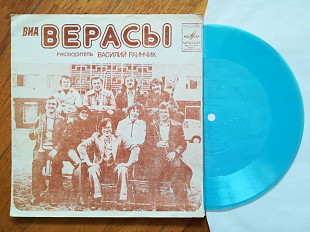 ВИА ВЕРАСЫ
РУКОВОДИТЕЛЬ ВАСИЛИЙ РАИНЧИК